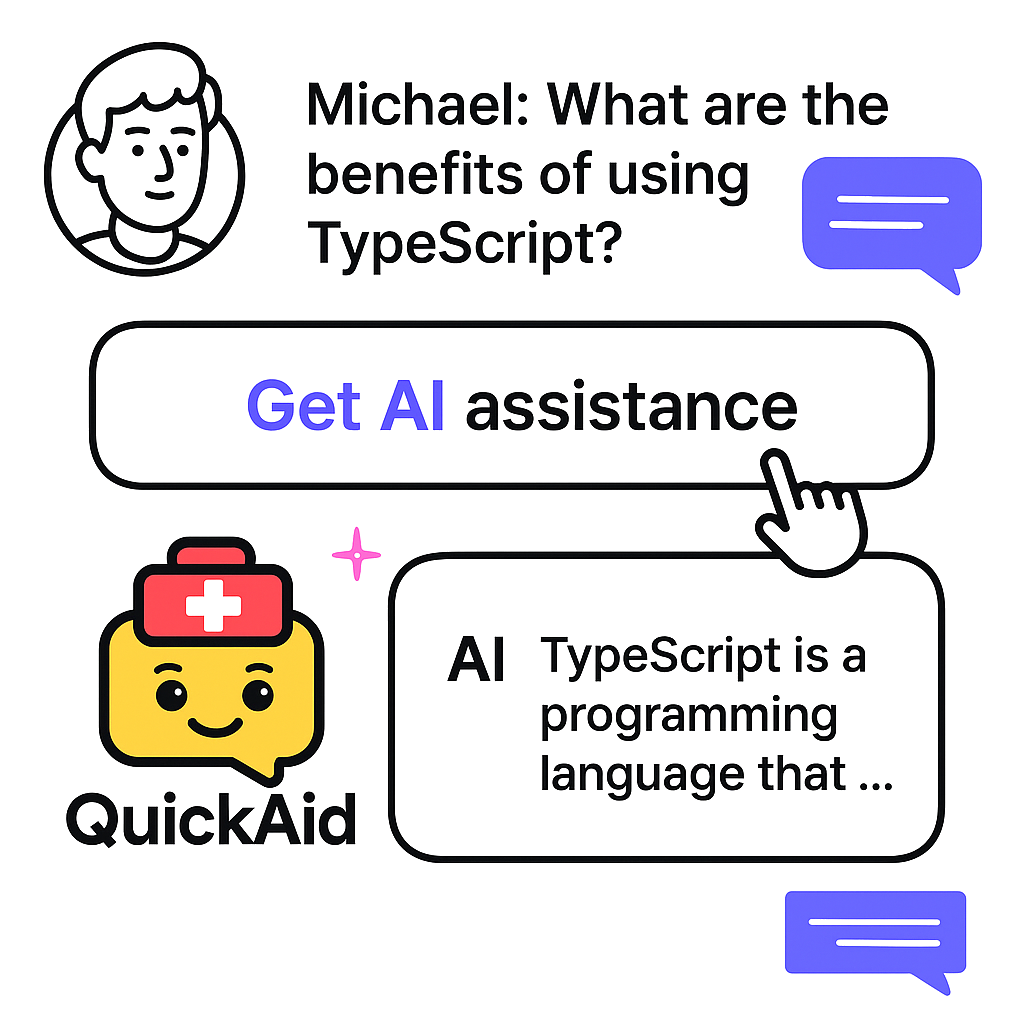 Michael: What are the
benefits of using
TypeScript?
Get AI assistance
AI
TypeScript is a
programming
language that ...
QuickAid